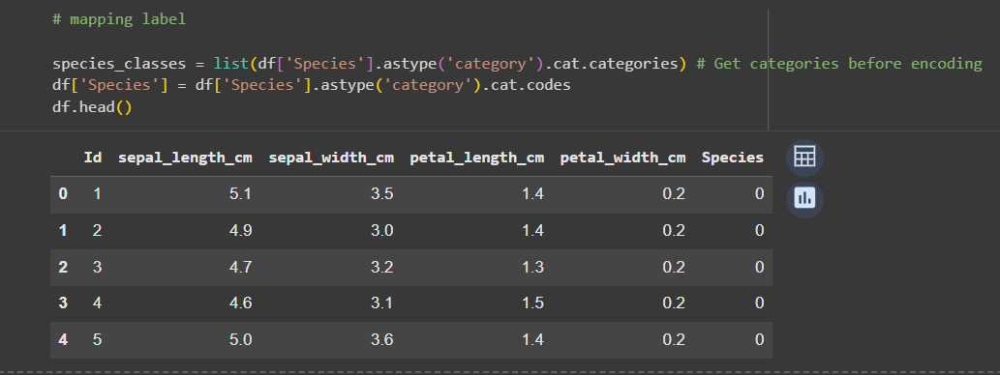 # mapping label
species_classes = list(df['Species'].astype('category').cat.categories) # Get categories before encoding
df['Species'] = df['Species'].astype('category').cat.codes
df.head()
Id sepal_length_cm sepal_width_cm petal_length_cm petal_width_cm Species
0 1 5.1 3.5 1.4 0.2 0
1 2 4.9 3.0 1.4 0.2 0
2 3 4.7 3.2 1.3 0.2 0
3 4 4.6 3.1 1.5 0.2 0
4 5 5.0 3.6 1.4 0.2 0